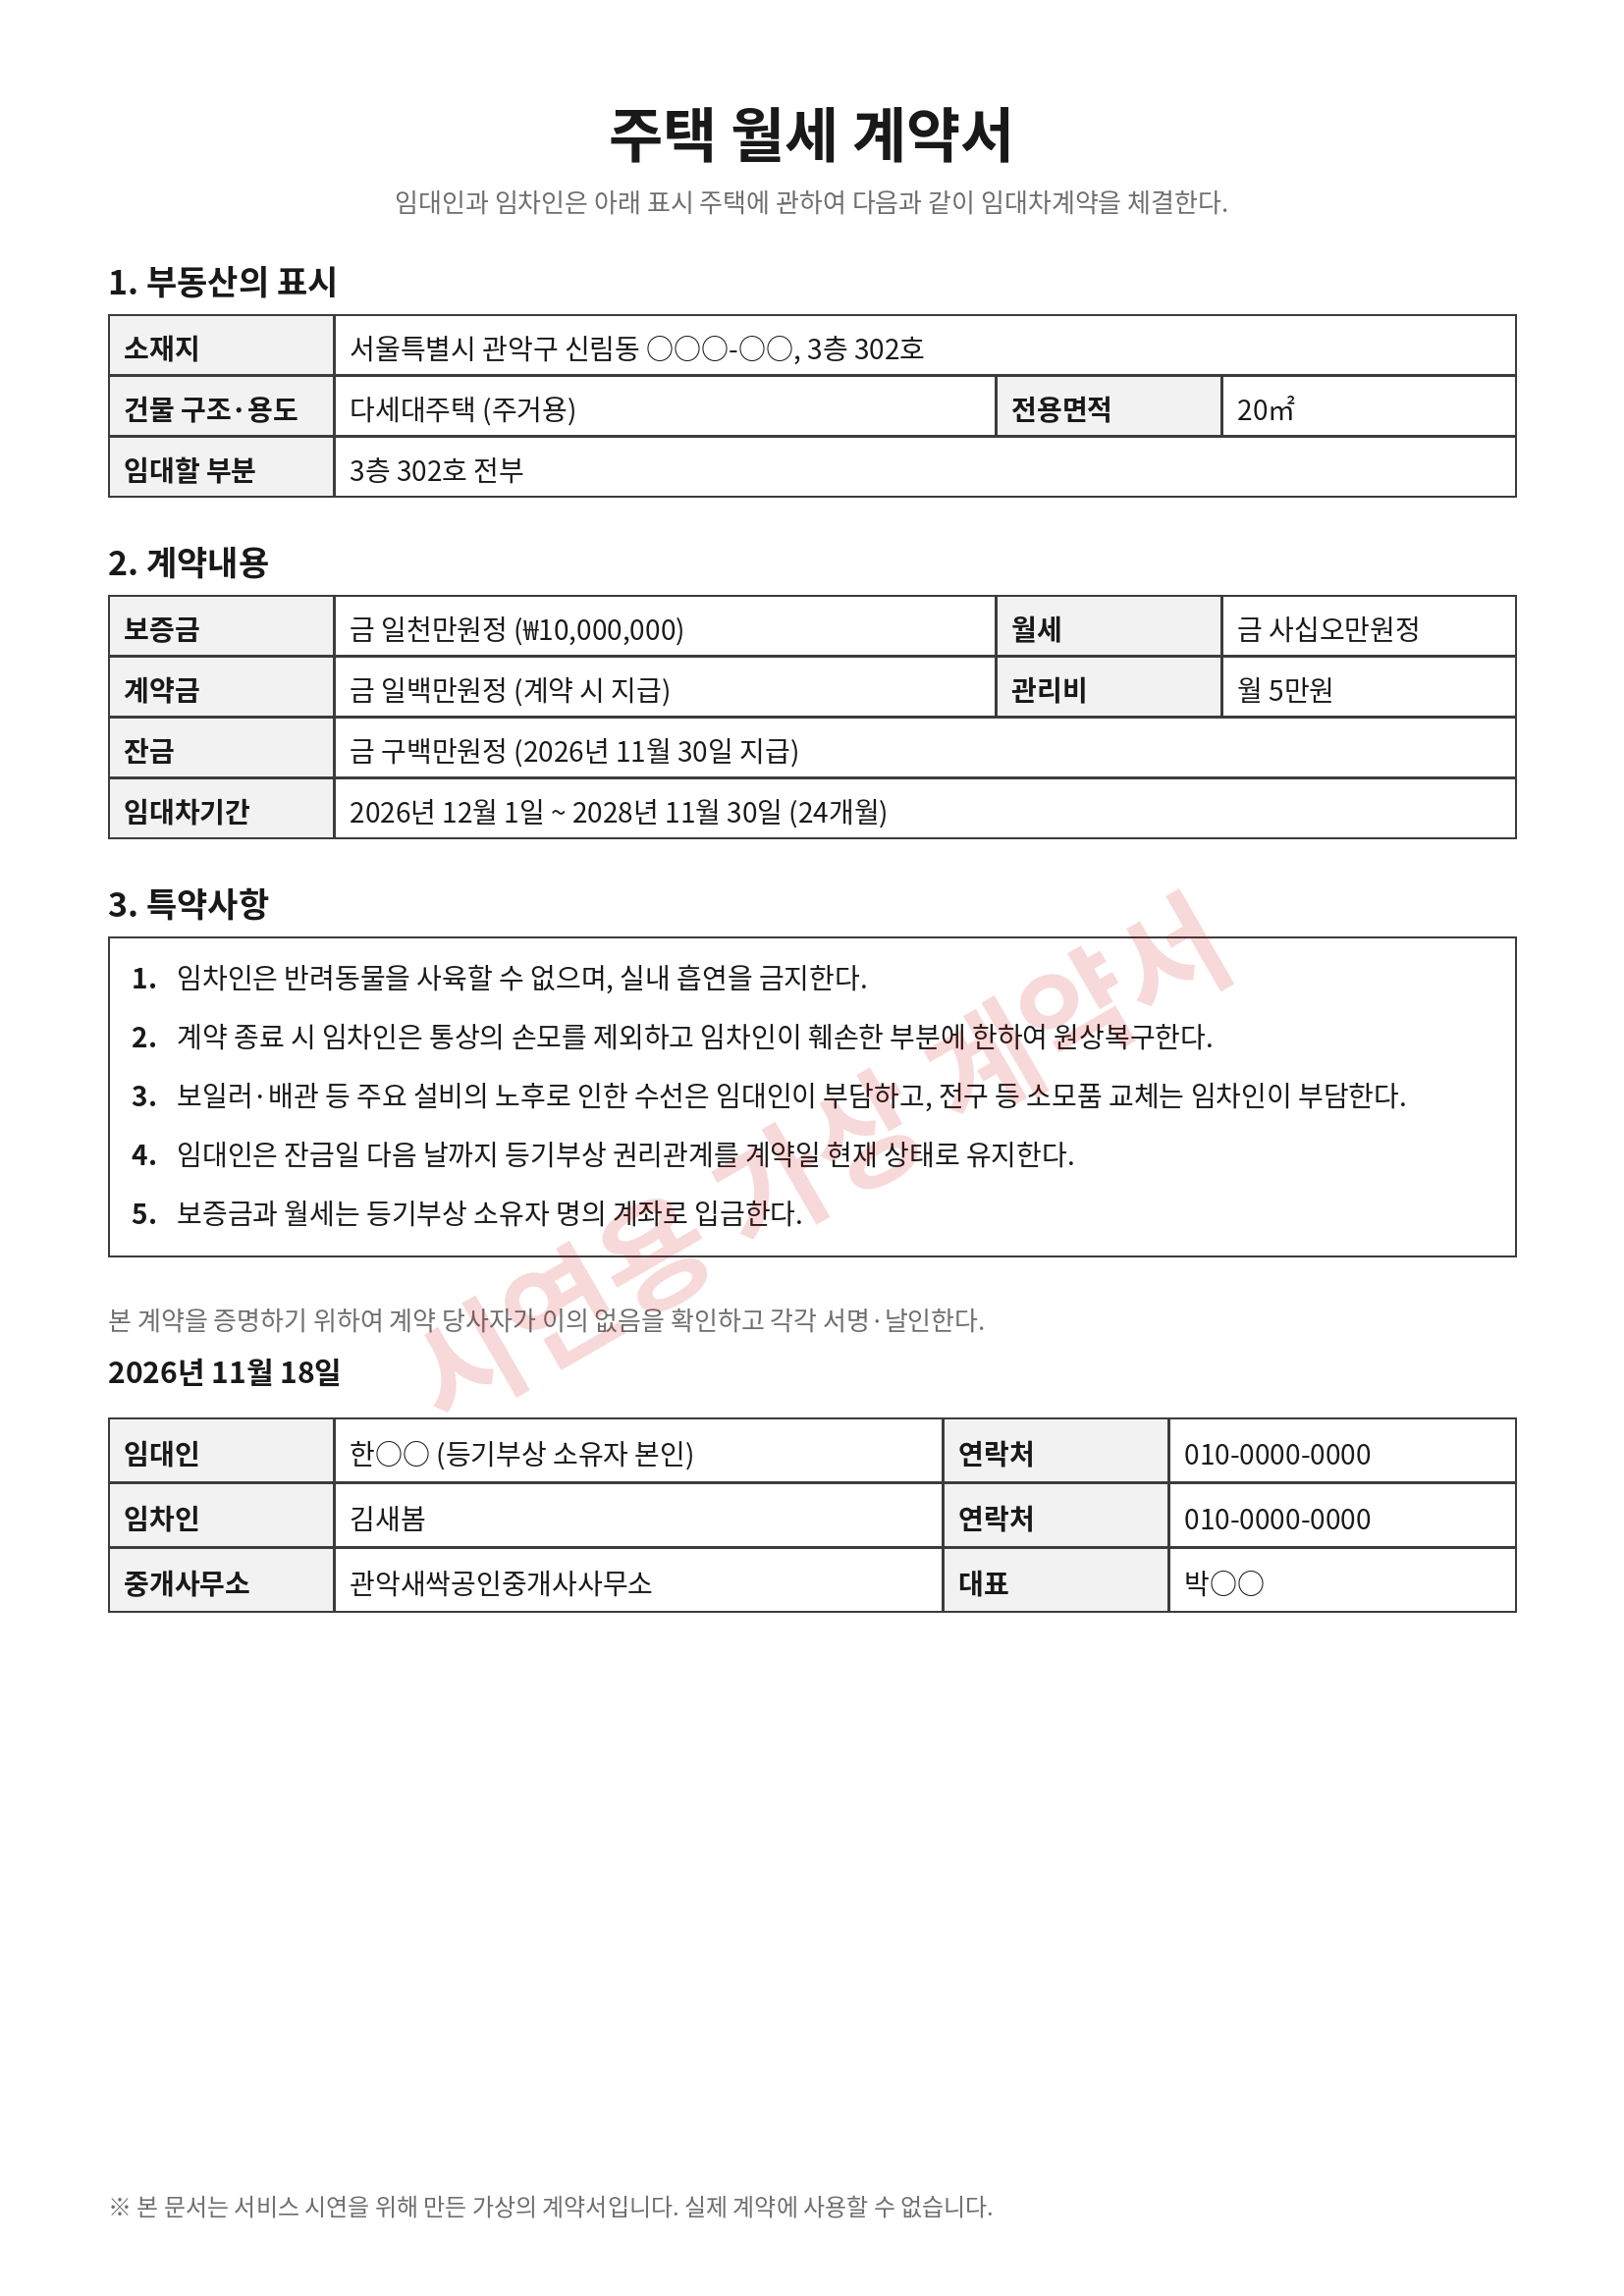 주택 월세 계약서
임대인과 임차인은 아래 표시 주택에 관하여 다음과 같이 임대차계약을 체결한다.
1. 부동산의 표시
소재지 서울특별시 관악구 신림동 ○○○-○○, 3층 302호
건물 구조·용도 다세대주택 (주거용) 전용면적 20㎡
임대할 부분 3층 302호 전부
2. 계약내용
보증금 금 일천만원정 (₩10,000,000) 월세 금 사십오만원정
계약금 금 일백만원정 (계약 시 지급) 관리비 월 5만원
잔금 금 구백만원정 (2026년 11월 30일 지급)
임대차기간 2026년 12월 1일 ~ 2028년 11월 30일 (24개월)
3. 특약사항
1. 임차인은 반려동물을 사육할 수 없으며, 실내 흡연을 금지한다.
2. 계약 종료 시 임차인은 통상의 손모를 제외하고 임차인이 훼손한 부분에 한하여 원상복구한다.
3. 보일러·배관 등 주요 설비의 노후로 인한 수선은 임대인이 부담하고, 전구 등 소모품 교체는 임차인이 부담한다.
4. 임대인은 잔금일 다음 날까지 등기부상 권리관계를 계약일 현재 상태로 유지한다.
5. 보증금과 월세는 등기부상 소유자 명의 계좌로 입금한다.
시연용 가상 계약서
본 계약을 증명하기 위하여 계약 당사자가 이의 없음을 확인하고 각각 서명·날인한다.
2026년 11월 18일
임대인 한○○ (등기부상 소유자 본인) 연락처 010-0000-0000
임차인 김새봄 연락처 010-0000-0000
중개사무소 관악새싹공인중개사사무소 대표 박○○
※ 본 문서는 서비스 시연을 위해 만든 가상의 계약서입니다. 실제 계약에 사용할 수 없습니다.